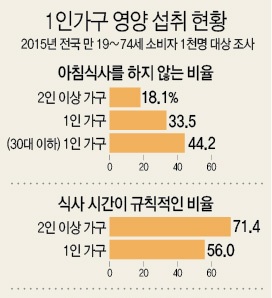 1인가구 영양 섭취 현황
2015년 전국 만 19~74세 소비자 1천명 대상 조사
아침식사를 하지 않는 비율
2인 이상 가구 18.1%
1인 가구 33.5
(30대 이하) 1인 가구 44.2
0 20 40 60
식사 시간이 규칙적인 비율
2인 이상 가구 71.4
1인 가구 56.0
0 20 40 60